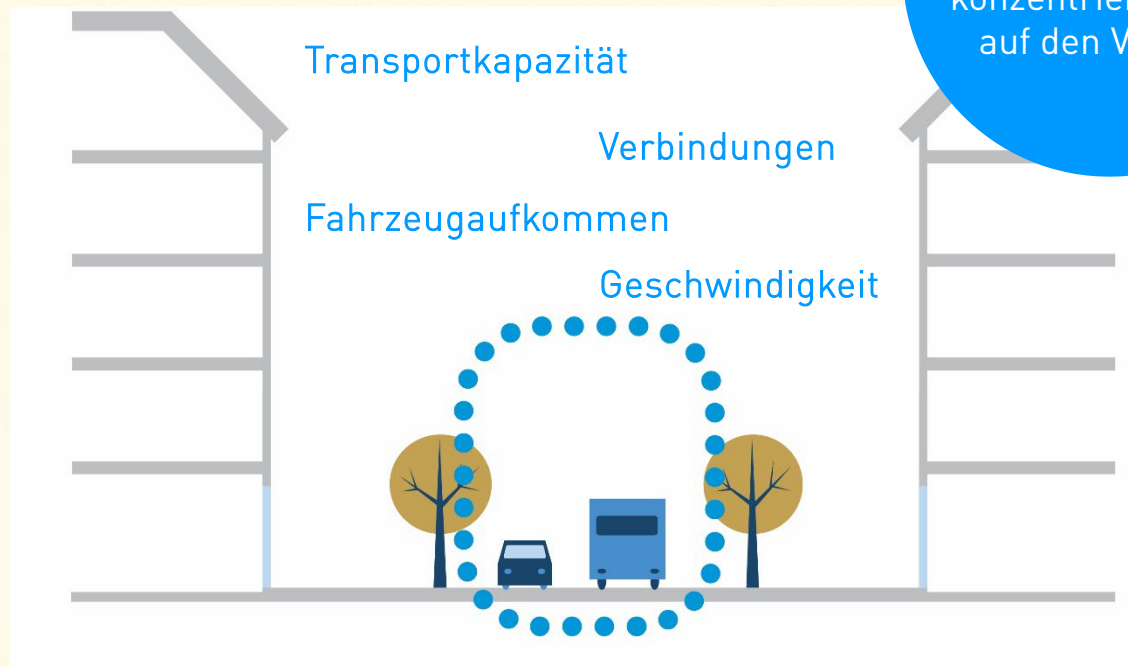 auf den
Transportkapazität
Verbindungen
Fahrzeugaufkommen
Geschwindigkeit